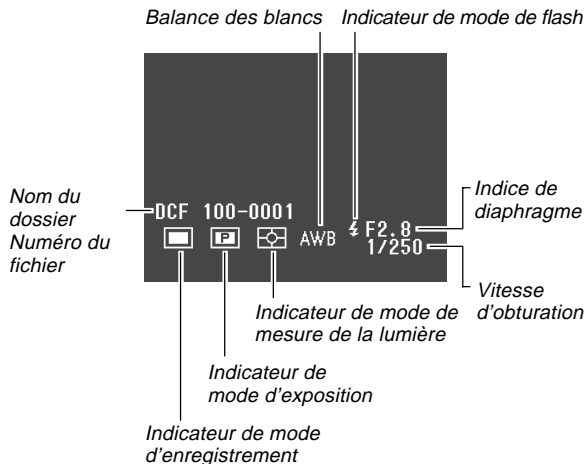 Balance des blancs
Indicateur de mode de flash
Nom du
dossier
Numéro du
fichier
DCF 100-0001
P
AWB
F2.8
1/250
Indice de
diaphragme
Vitesse
d'obturation
Indicateur de mode de
mesure de la lumière
Indicateur de
mode d'exposition
Indicateur de mode
d'enregistrement